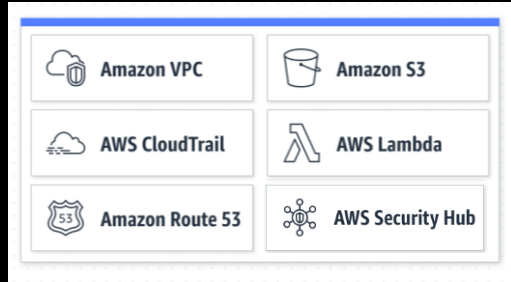 Amazon VPC
Amazon S3
AWS CloudTrail
AWS Lambda
53
Amazon Route 53
AWS Security Hub